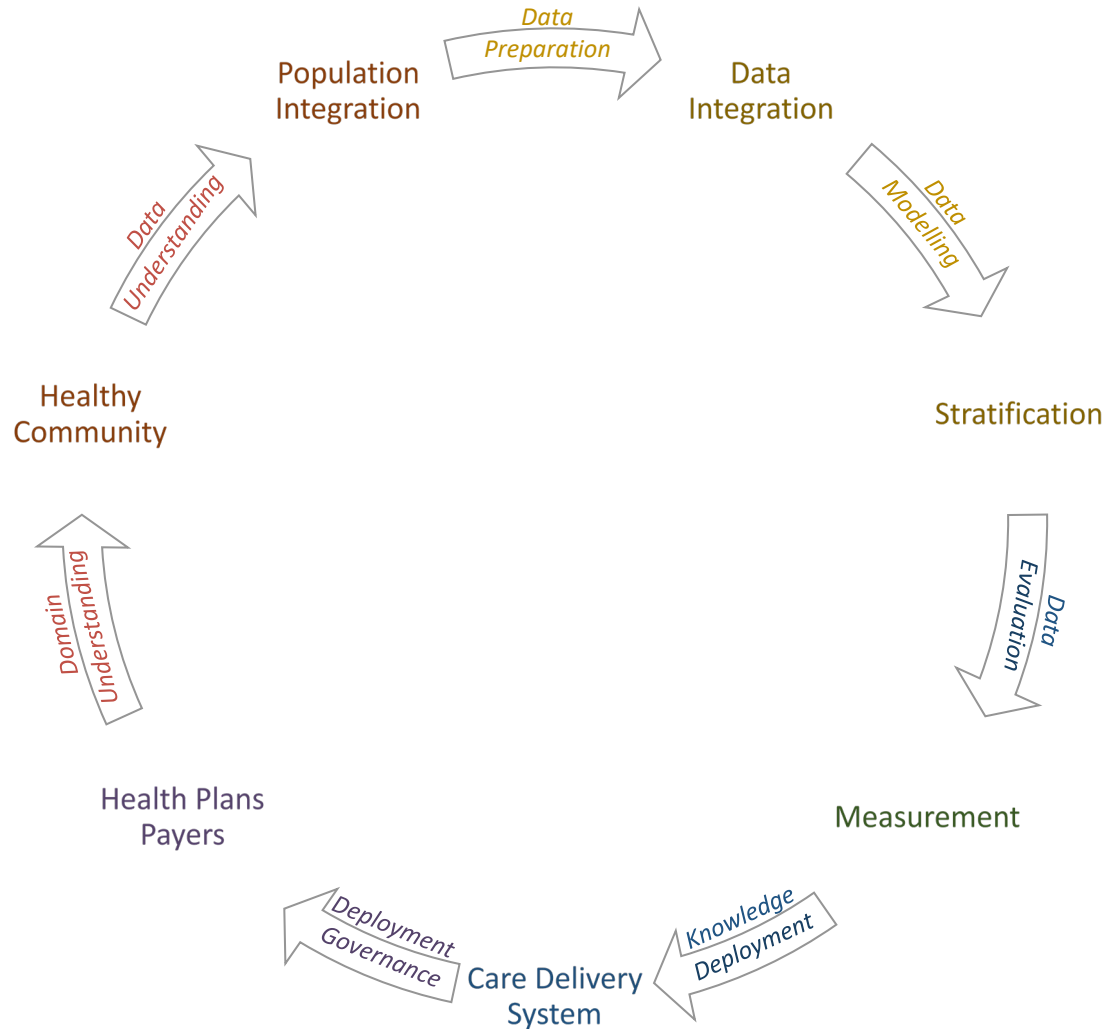 Data
Preparation
Population
Integration
Data
Integration
Data
Modelling
Stratification
Data
Evaluation
Measurement
Knowledge
Deployment
Care Delivery
System
Deployment
Governance
Health Plans
Payers
Domain
Understanding
Healthy
Community
Data
Understanding